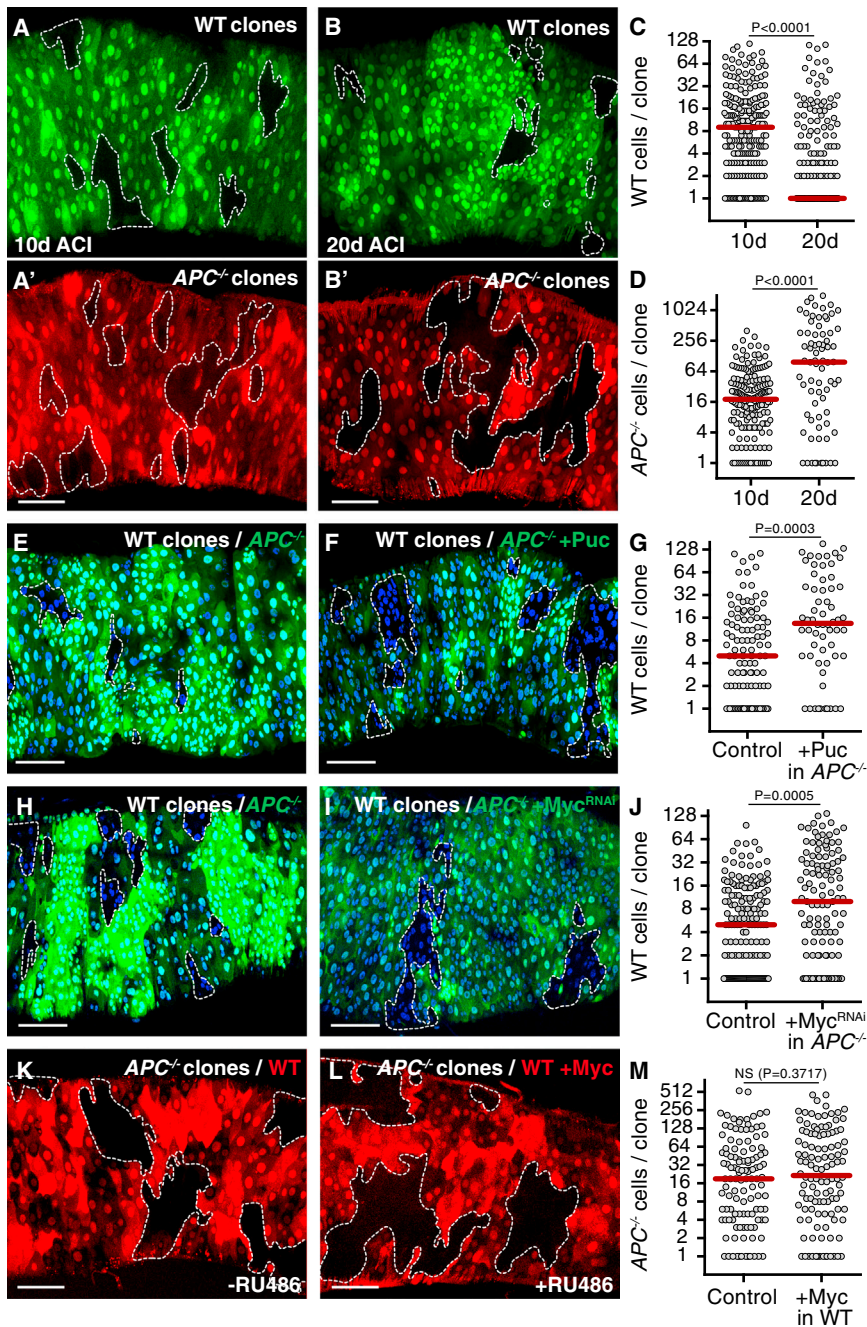 A WT clones
10d ACI
B WT clones
20d ACI
C
P<0.0001
WT cells / clone
128
64
32
16
8
4
2
1
10d 20d
A' APC-/- clones
B' APC-/- clones
D
P<0.0001
APC-/- cells / clone
1024
256
64
16
4
1
10d 20d
E WT clones / APC-/-
F WT clones / APC-/- +Puc
G
P=0.0003
WT cells / clone
128
64
32
16
8
4
2
1
Control +Puc
in APC-/-
H WT clones /APC-/-
I WT clones /APC-/- +MycRNAi
J
P=0.0005
WT cells / clone
128
64
32
16
8
4
2
1
Control +MycRNAi
in APC-/-
K APC-/- clones / WT
-RU486
L APC-/- clones / WT +Myc
+RU486
M
NS (P=0.3717)
APC-/- cells / clone
512
256
128
64
32
16
8
4
2
1
Control +Myc
in WT